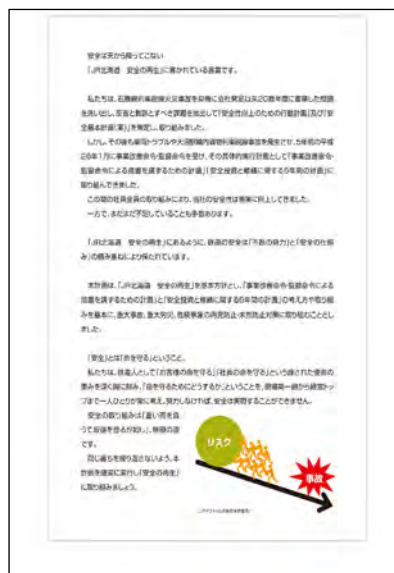 安全は天から降ってこない
「JR北海道　安全の再生」に書かれている言葉です。
私たちは、石勝線列車脱線火災事故を契機に会社発足以来20数年間に蓄積した問題
を洗い出し、反省と教訓とすべき課題を抽出して「安全性向上のための行動計画」及び「安
全基本計画(案)」を策定し、取り組みました。
しかし、その後も車両トラブルや大沼駅構内貨物列車脱線事故を発生させ、5年前の平成
26年1月に事業改善命令・監督命令を受け、その具体的実行計画として「事業改善命令・
監督命令による措置を講ずるための計画」「安全投資と修繕に関する5年間の計画」に
取り組んできました。
この間の社員全員の取り組みにより、当社の安全性は着実に向上してきました。
一方で、まだまだ不足していることも多数あります。
「JR北海道　安全の再生」にあるように、鉄道の安全は「不断の努力」と「安全の仕組
み」の積み重ねにより保たれています。
本計画は、「JR北海道　安全の再生」を基本方針とし、「事業改善命令・監督命令による
措置を講ずるための計画」と「安全投資と修繕に関する5年間の計画」の考え方や取り組
みを基本に、重大事故、重大労災、危険事象の再発防止・未然防止対策に取り組むこととし
ました。
「安全」とは「命を守る」ということ。
私たちは、鉄道人として「お客様の命を守る」「社員の命を守る」という課された使命の
重みを深く胸に刻み、「命を守るためにどうするか」ということを、現場第一線から経営トッ
プまで一人ひとりが常に考え、努力しなければ、安全は実現することができません。
安全の取り組みは「重い荷を負
うて坂道を登るが如し」、無限の道
です。
同じ過ちを繰り返さないよう、本
計画を確実に実行し「安全の再生」
に取り組みましょう。
リスク
事故